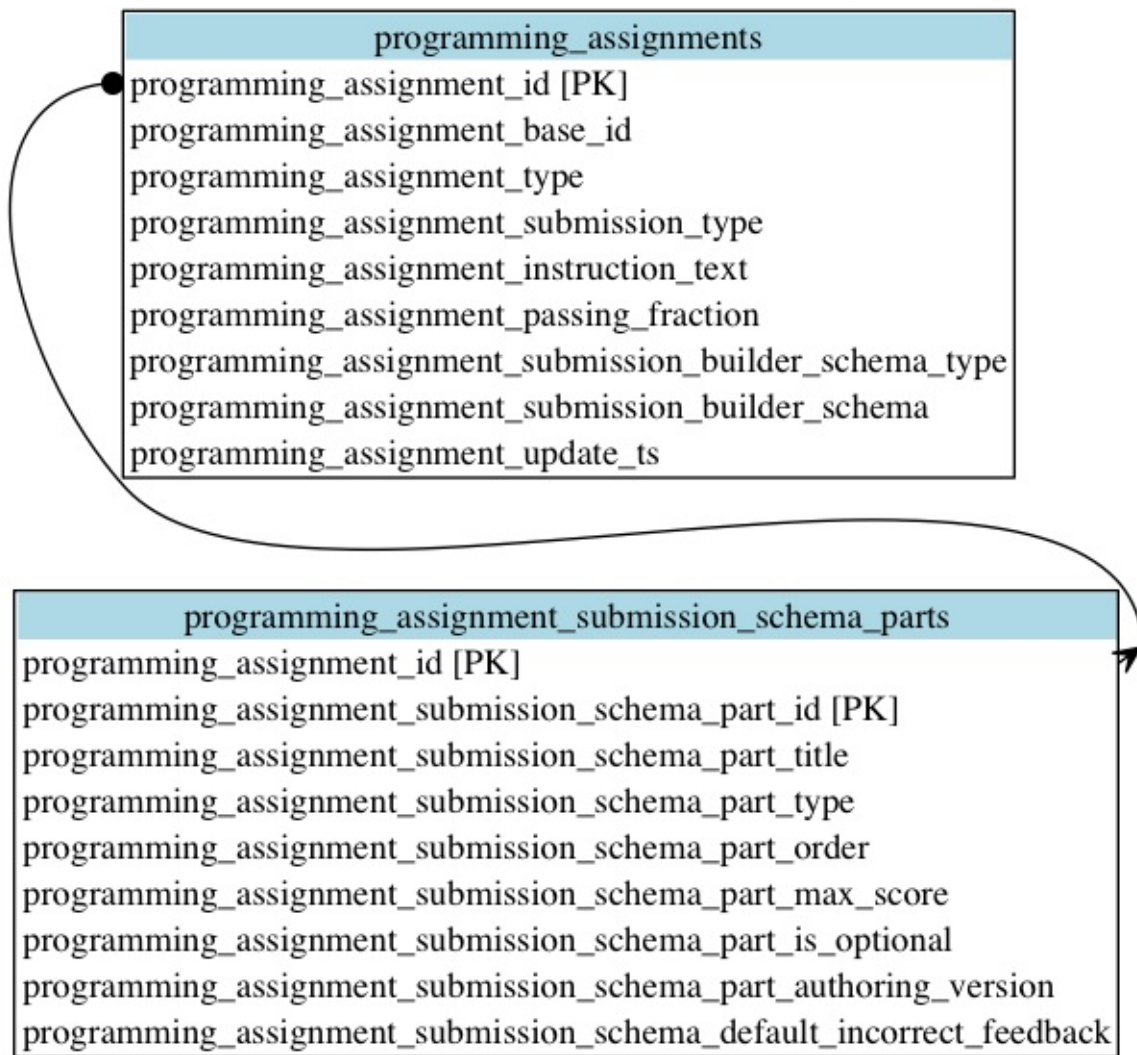 programming_assignments
programming_assignment_id [PK]
programming_assignment_base_id
programming_assignment_type
programming_assignment_submission_type
programming_assignment_instruction_text
programming_assignment_passing_fraction
programming_assignment_submission_builder_schema_type
programming_assignment_submission_builder_schema
programming_assignment_update_ts
programming_assignment_submission_schema_parts
programming_assignment_id [PK]
programming_assignment_submission_schema_part_id [PK]
programming_assignment_submission_schema_part_title
programming_assignment_submission_schema_part_type
programming_assignment_submission_schema_part_order
programming_assignment_submission_schema_part_max_score
programming_assignment_submission_schema_part_is_optional
programming_assignment_submission_schema_part_authoring_version
programming_assignment_submission_schema_default_incorrect_feedback